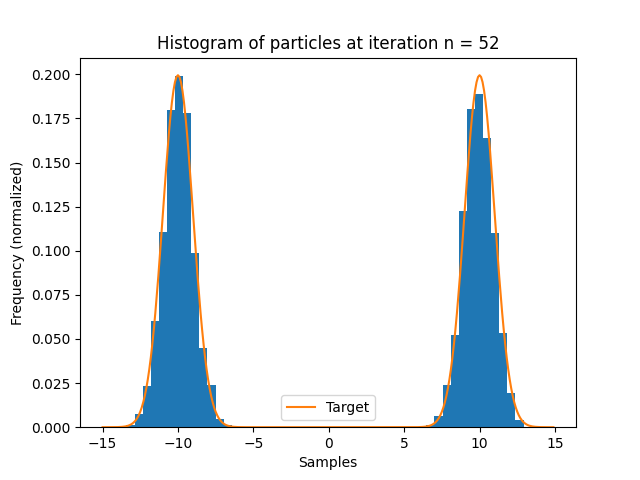 Histogram of particles at iteration n = 52
Frequency (normalized)
0.200
0.175
0.150
0.125
0.100
0.075
0.050
0.025
0.000
Target
−15 −10 −5 0 5 10 15
Samples